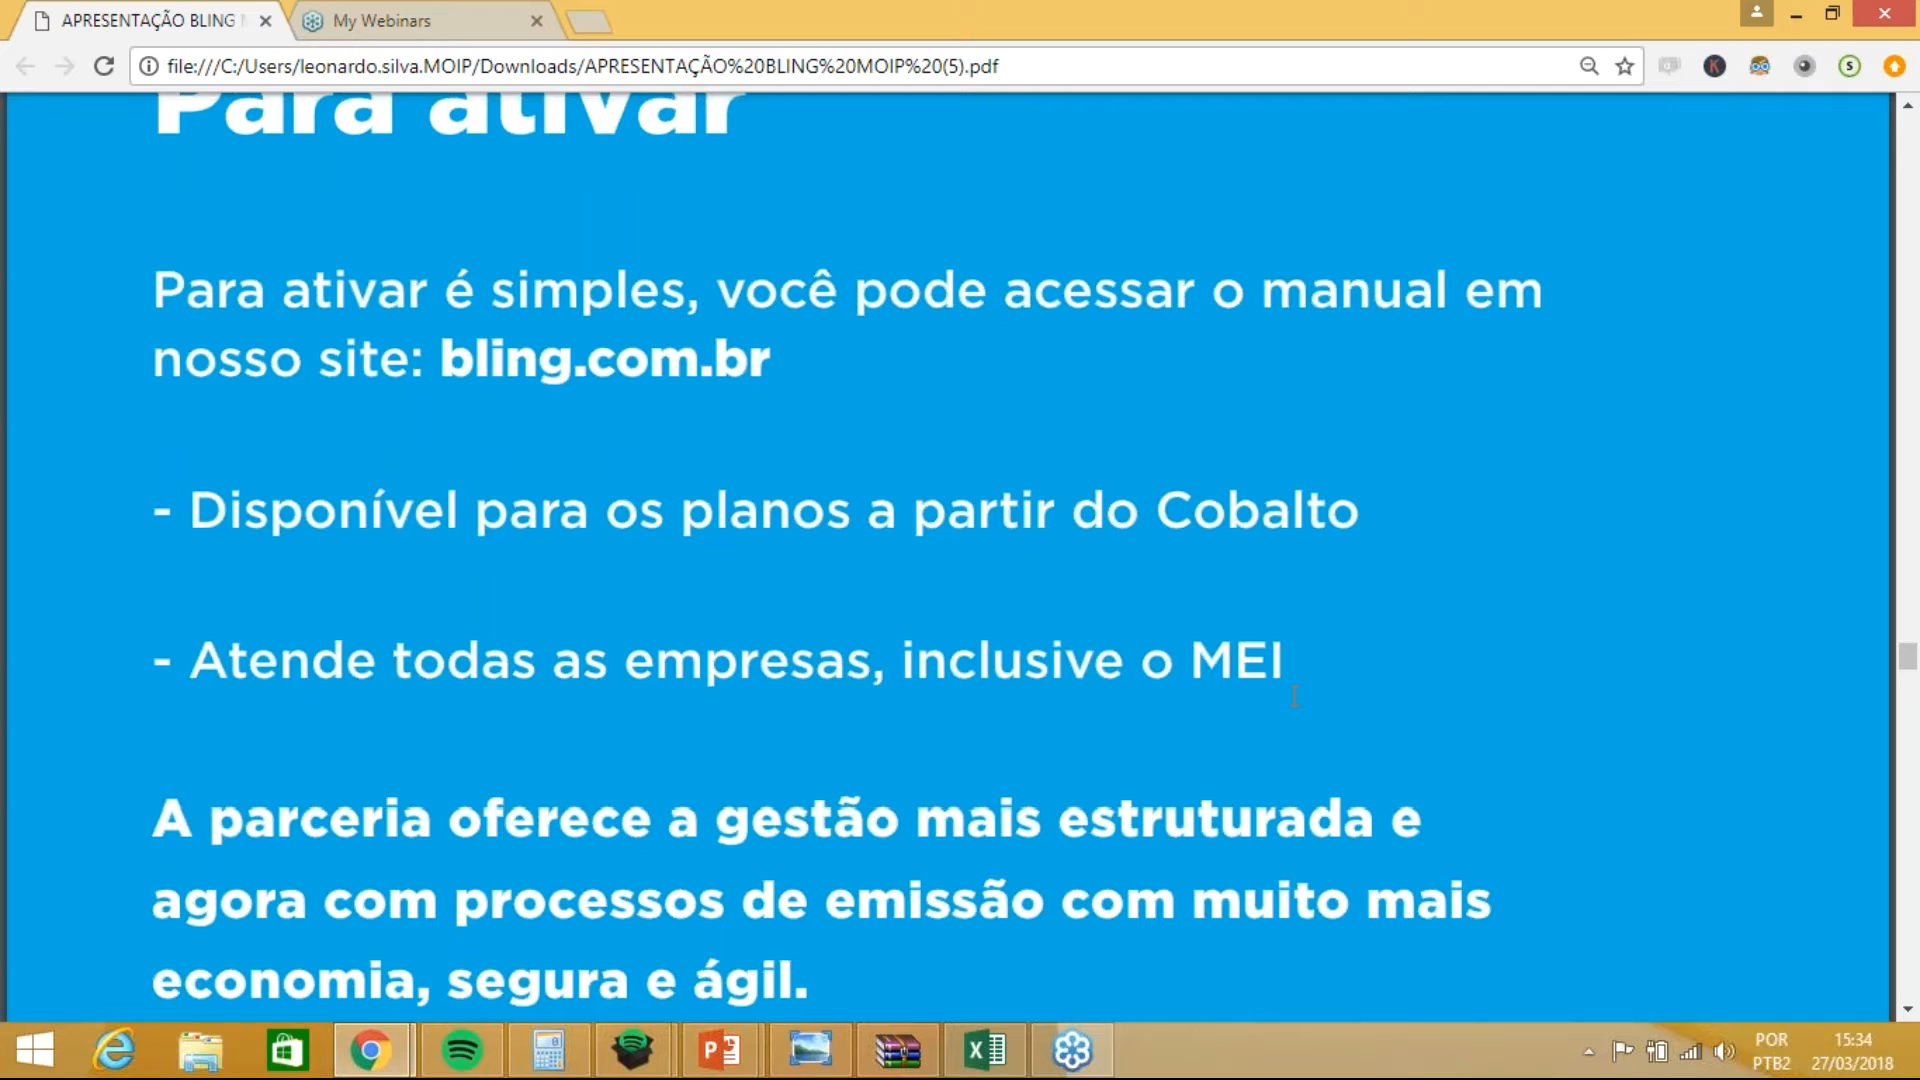 APRESENTAÇÃO BLING
My Webinars
file:///C:/Users/leonardo.silva.MOIP/Downloads/APRESENTAÇÃO%20BLING%20MOIP%20(5).pdf
Para ativar
Para ativar é simples, você pode acessar o manual em
nosso site: bling.com.br
- Disponível para os planos a partir do Cobalto
- Atende todas as empresas, inclusive o MEI
A parceria oferece a gestão mais estruturada e
agora com processos de emissão com muito mais
economia, segura e ágil.
POR
PTB2
15:34
27/03/2018